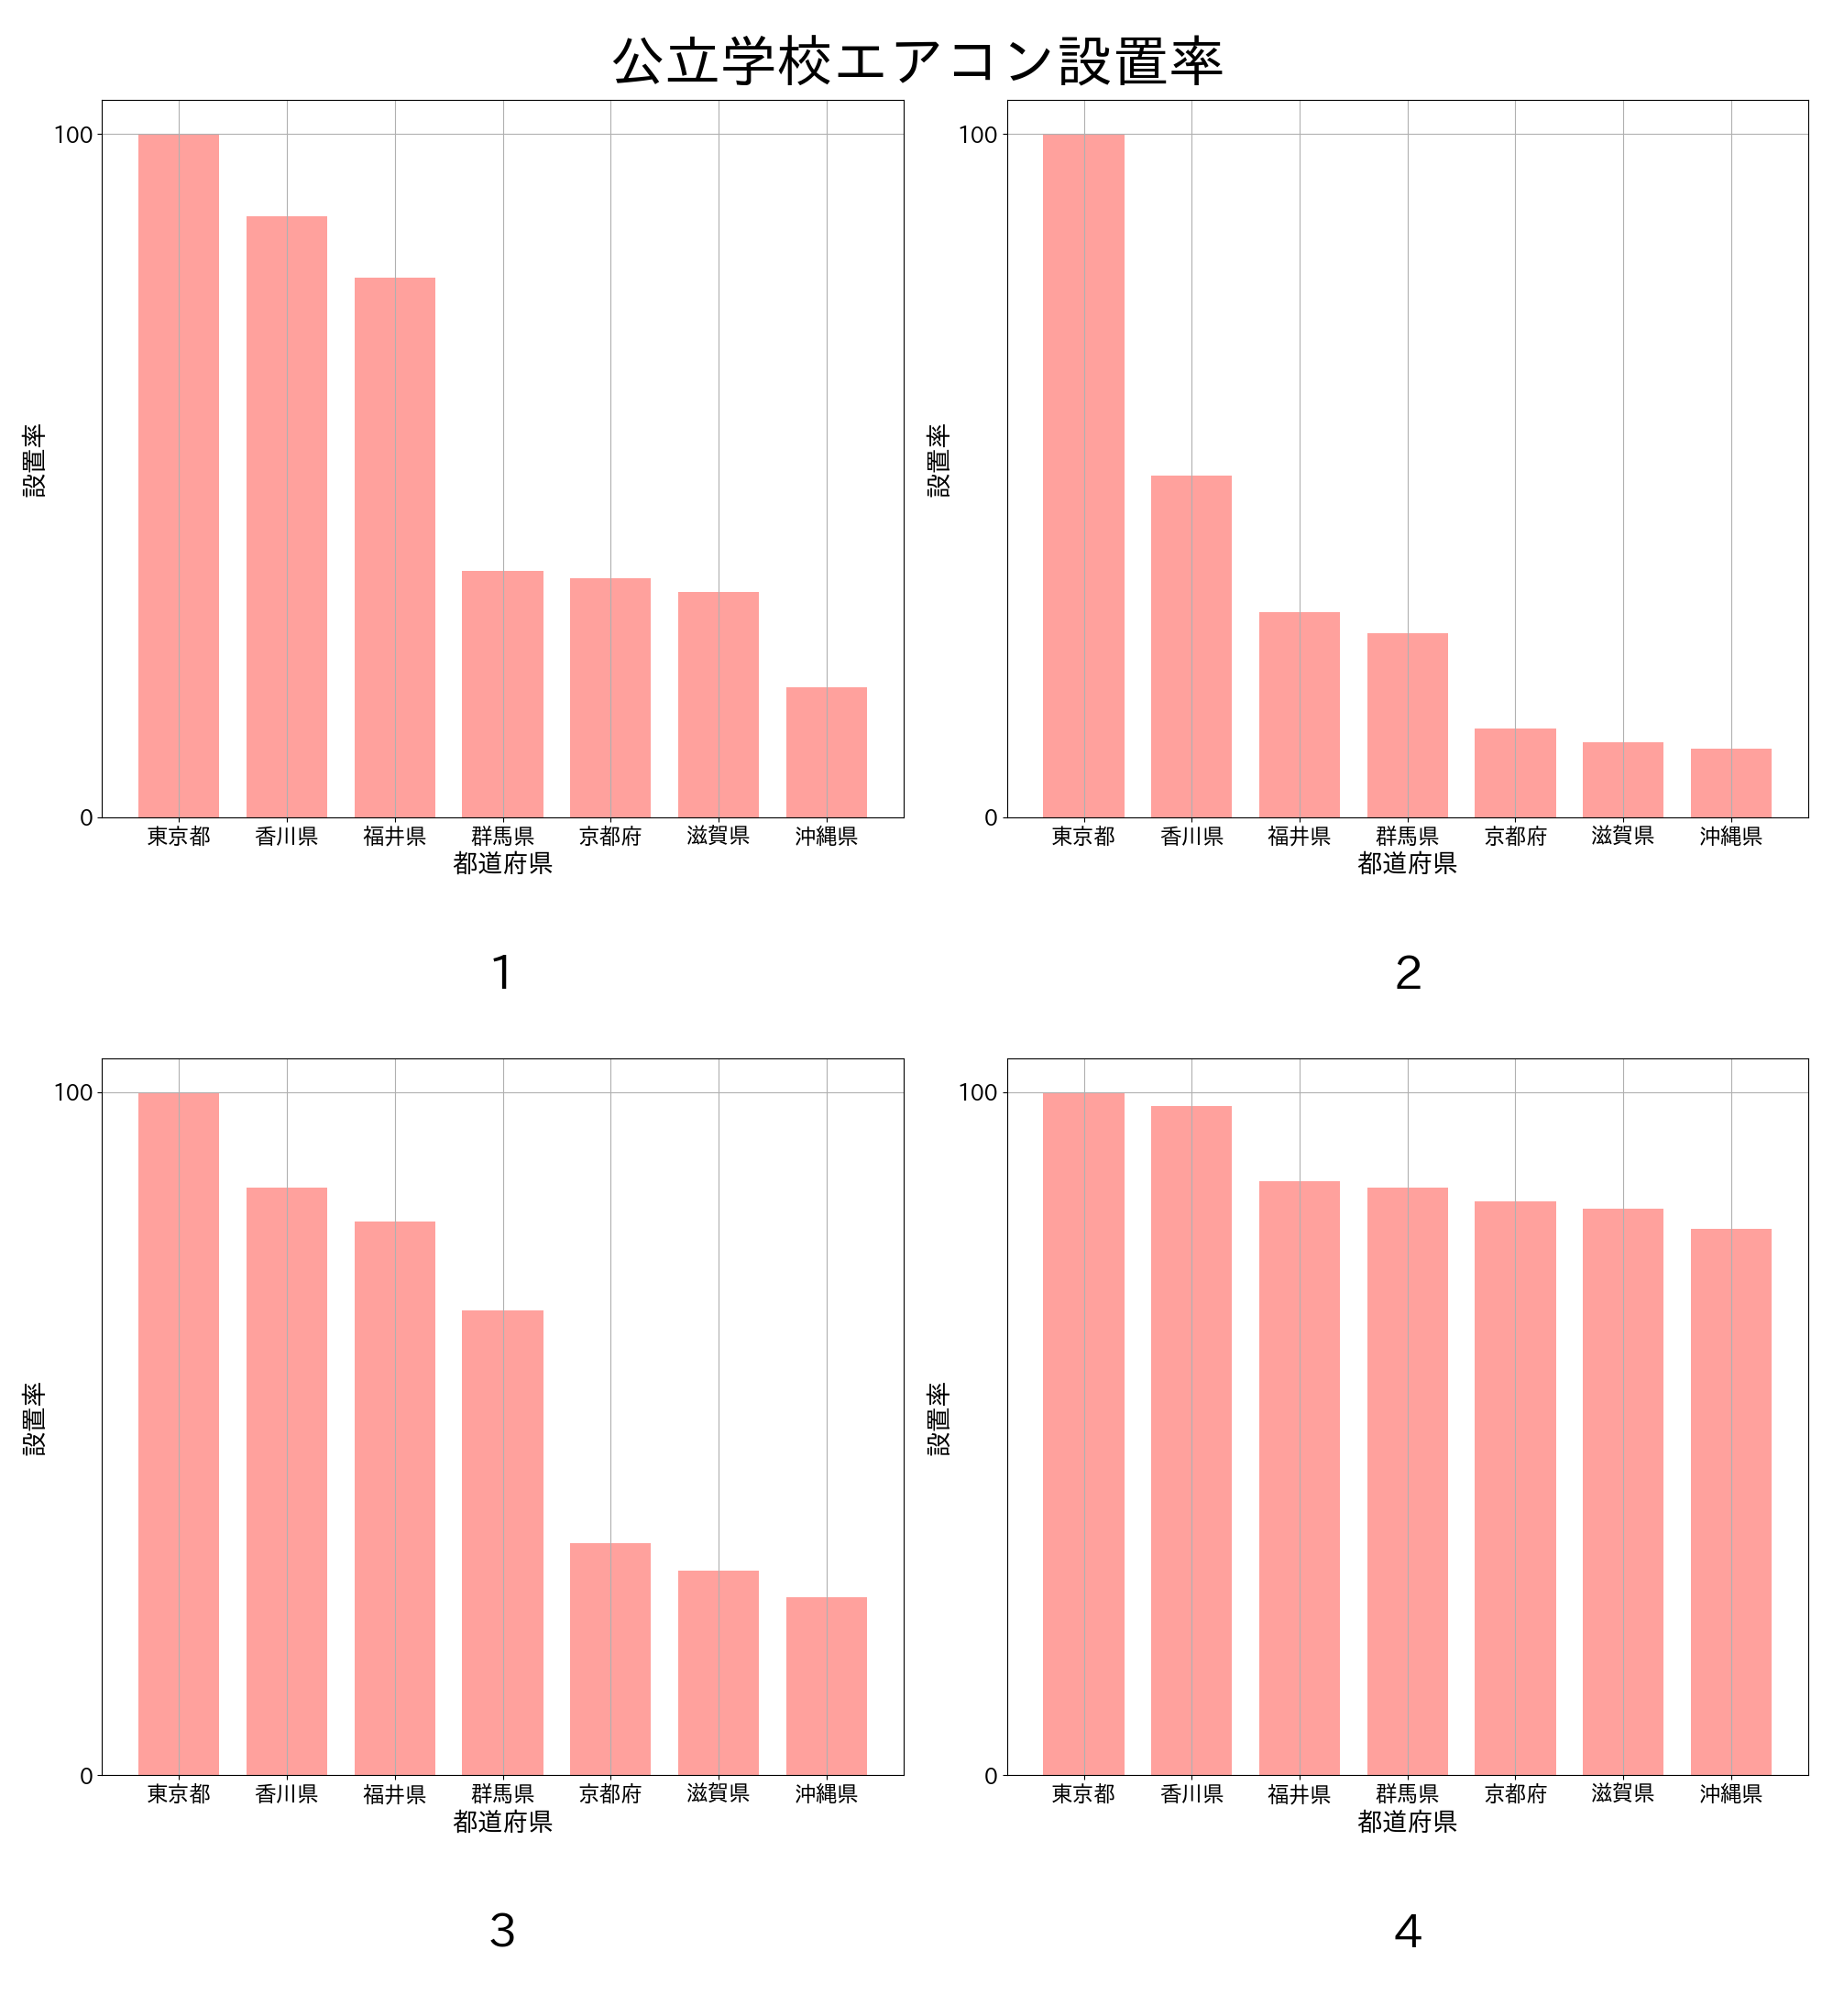 公立学校エアコン設置率
100
0
設置率
東京都 香川県 福井県 群馬県 京都府 滋賀県 沖縄県
都道府県
1
100
0
設置率
東京都 香川県 福井県 群馬県 京都府 滋賀県 沖縄県
都道府県
2
100
0
設置率
東京都 香川県 福井県 群馬県 京都府 滋賀県 沖縄県
都道府県
3
100
0
設置率
東京都 香川県 福井県 群馬県 京都府 滋賀県 沖縄県
都道府県
4